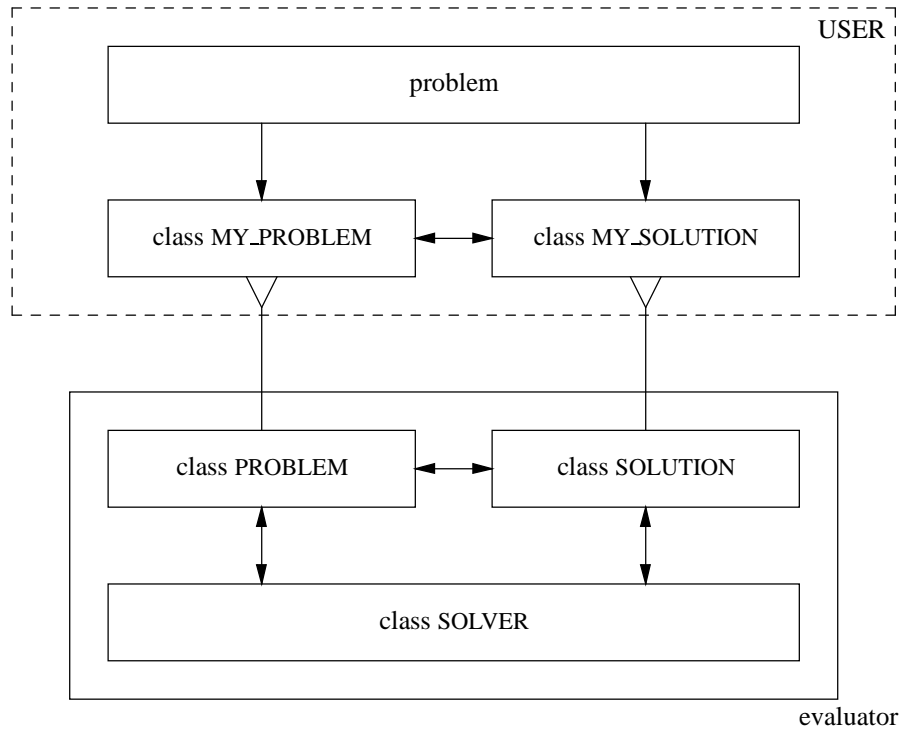 USER
problem
class MY_PROBLEM
class MY_SOLUTION
class PROBLEM
class SOLUTION
class SOLVER
evaluator